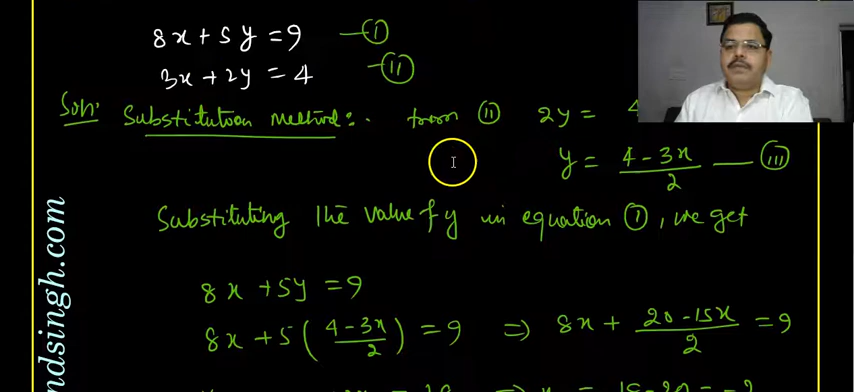 8x + 5y = 9 — (I)
3x + 2y = 4 — (II)
Soln: Substitution method:- from (II) 2y = 4
y = 4 - 3x / 2 — (III)
Substituting the value of y in equation (I), we get
8x + 5y = 9
8x + 5 ( 4 - 3x / 2 ) = 9 ⇒ 8x + 20 - 15x / 2 = 9
ndsingh.com